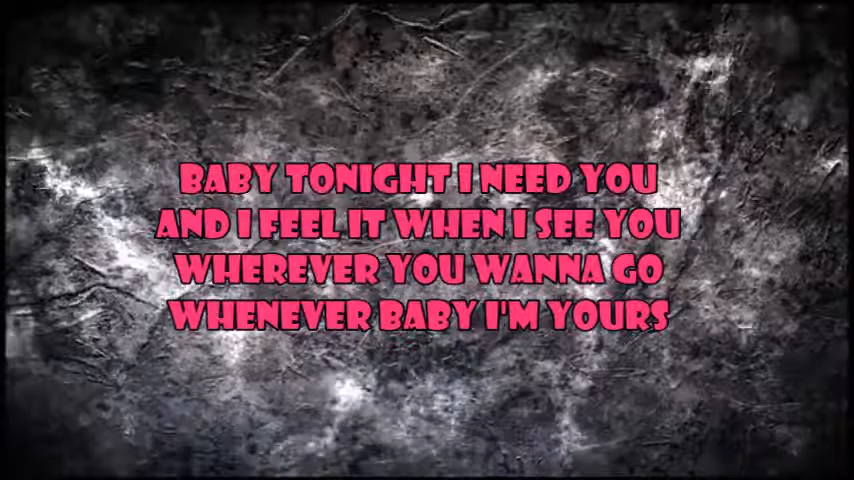 BABY TONIGHT I NEED YOU
AND I FEEL IT WHEN I SEE YOU
WHEREVER YOU WANNA GO
WHENEVER BABY I'M YOURS